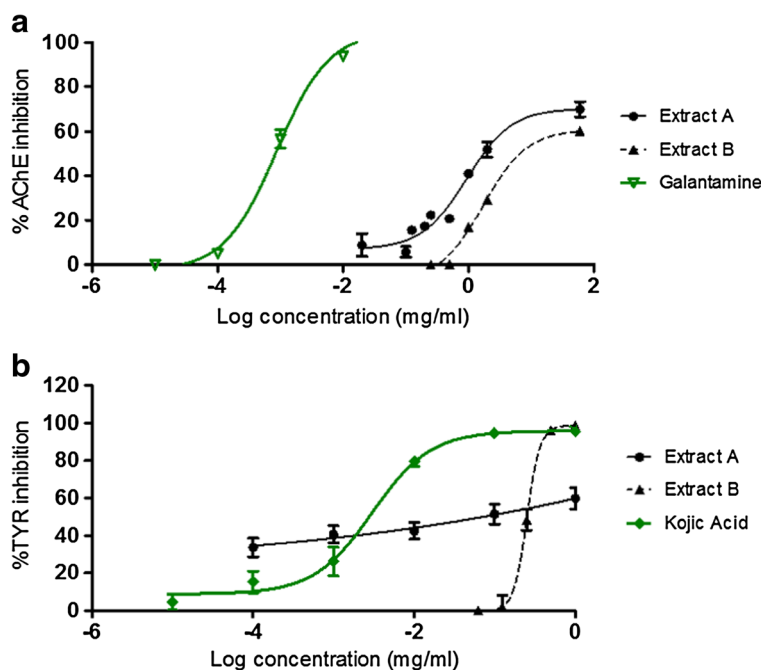 a
100
80
60
40
20
0
% AChE inhibition
-6 -4 -2 0 2
Log concentration (mg/ml)
Extract A
Extract B
Galantamine
b
120
100
80
60
40
20
0
%TYR inhibition
-6 -4 -2 0
Log concentration (mg/ml)
Extract A
Extract B
Kojic Acid